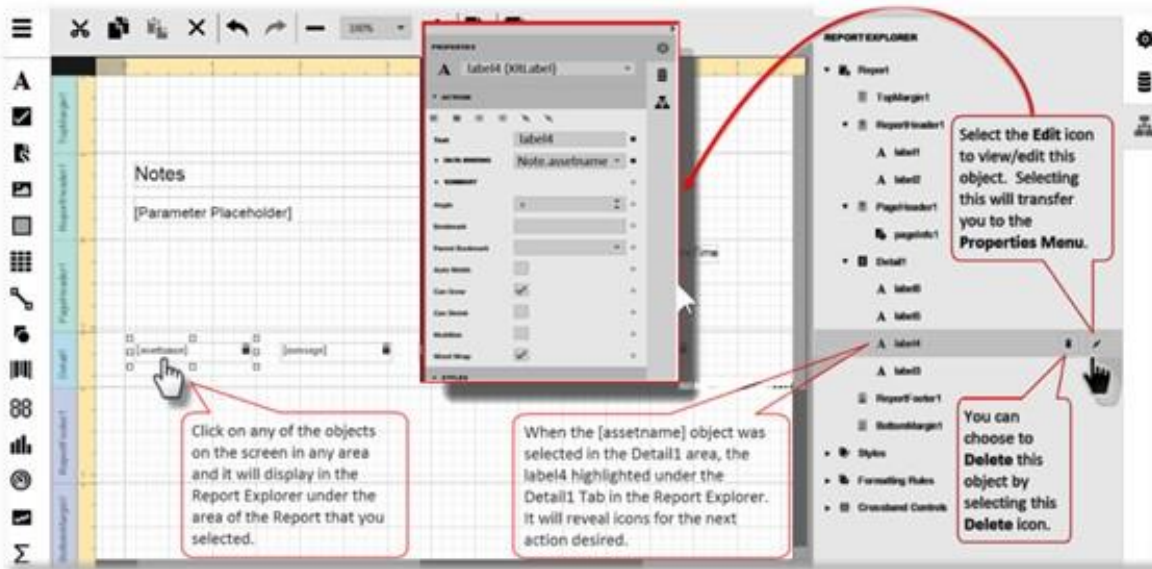 100%
PROPERTIES
A label4 (XRLabel)
ACTIONS
Text label4
DATA BINDING Note.assetname
SUMMARY
Angle
Bookmark
Parent Bookmark
Auto Width
Can Grow
Can Shrink
Multiline
Word Wrap
STYLES
TopMargin1
ReportHeader1
PageHeader1
Detail1
ReportFooter1
BottomMargin1
Notes
[Parameter Placeholder]
Time
[assetname]
[message]
Click on any of the objects
on the screen in any area
and it will display in the
Report Explorer under the
area of the Report that you
selected.
When the [assetname] object was
selected in the Detail1 area, the
label4 highlighted under the
Detail1 Tab in the Report Explorer.
It will reveal icons for the next
action desired.
REPORT EXPLORER
Report
TopMargin1
ReportHeader1
A label1
A label2
PageHeader1
pageInfo1
Detail1
A label6
A label5
A label4
A label3
ReportFooter1
BottomMargin1
Styles
Formatting Rules
Crossband Controls
Select the Edit icon
to view/edit this
object. Selecting
this will transfer
you to the
Properties Menu.
You can
choose to
Delete this
object by
selecting this
Delete icon.